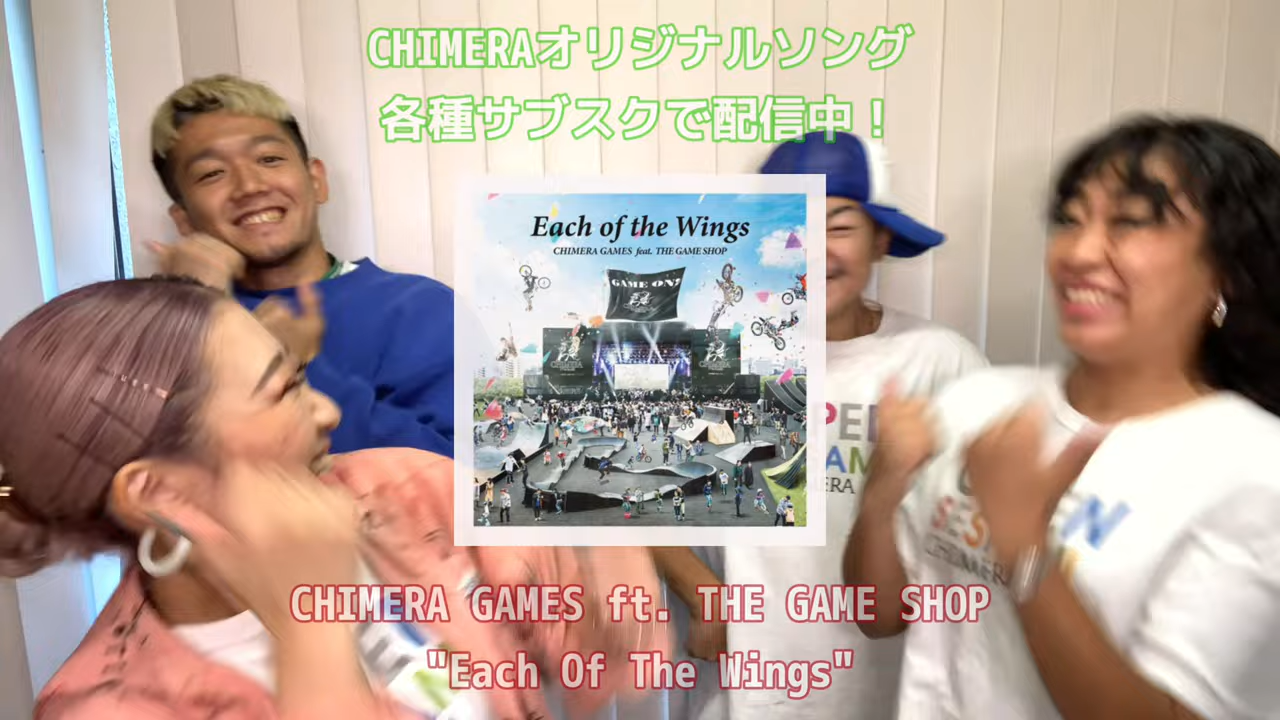 CHIMERAオリジナルソング
各種サブスクで配信中！
Each of the Wings
CHIMERA GAMES feat. THE GAME SHOP
GAME ON!
CHIMERA GAMES ft. THE GAME SHOP
"Each Of The Wings"